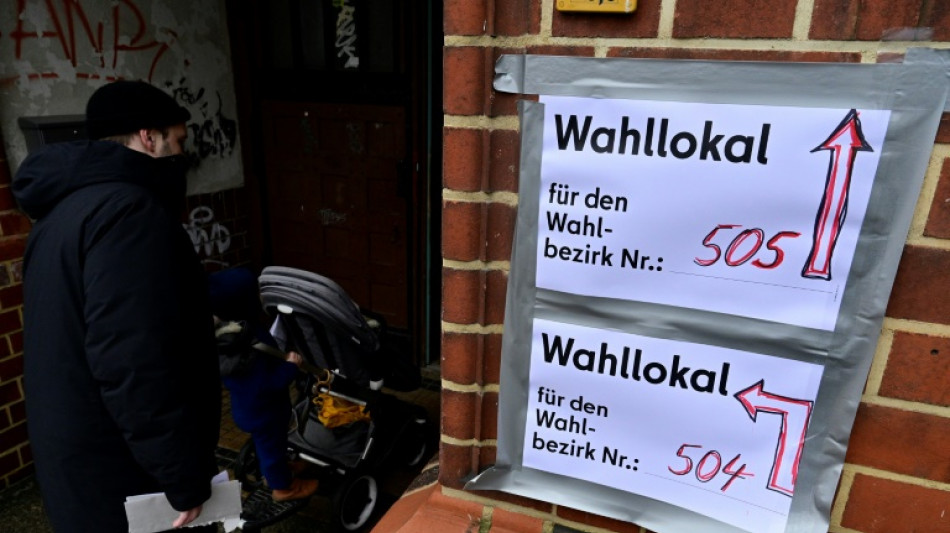 Wahllokal
für den
Wahl-
bezirk Nr.: 505
Wahllokal
für den
Wahl-
bezirk Nr.: 504